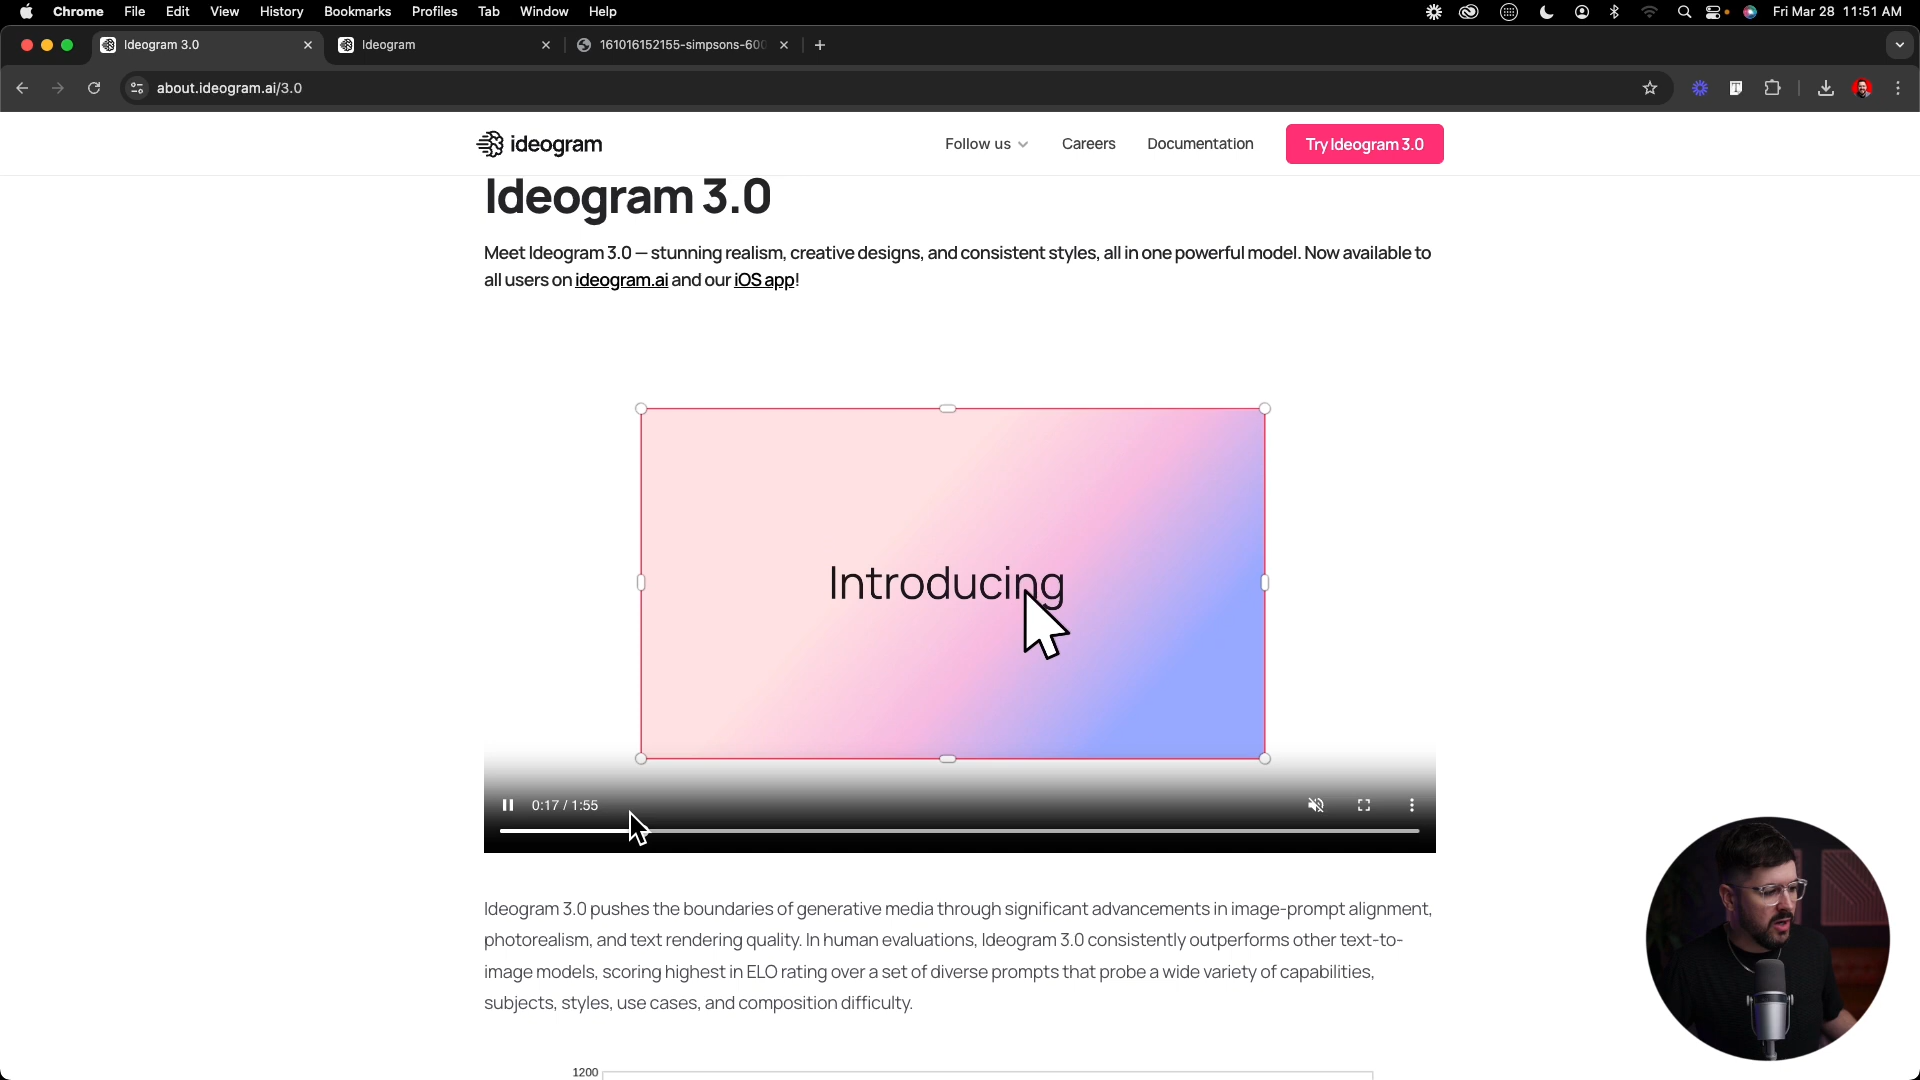 Chrome File Edit View History Bookmarks Profiles Tab Window Help
Fri Mar 28 11:51 AM
Ideogram 3.0
Ideogram
161016152155-simpsons-600
about.ideogram.ai/3.0
ideogram
Follow us
Careers
Documentation
Try Ideogram 3.0
Ideogram 3.0
Meet Ideogram 3.0 — stunning realism, creative designs, and consistent styles, all in one powerful model. Now available to
all users on ideogram.ai and our iOS app!
Introducing
0:17 / 1:55
Ideogram 3.0 pushes the boundaries of generative media through significant advancements in image-prompt alignment,
photorealism, and text rendering quality. In human evaluations, Ideogram 3.0 consistently outperforms other text-to-
image models, scoring highest in ELO rating over a set of diverse prompts that probe a wide variety of capabilities,
subjects, styles, use cases, and composition difficulty.
1200